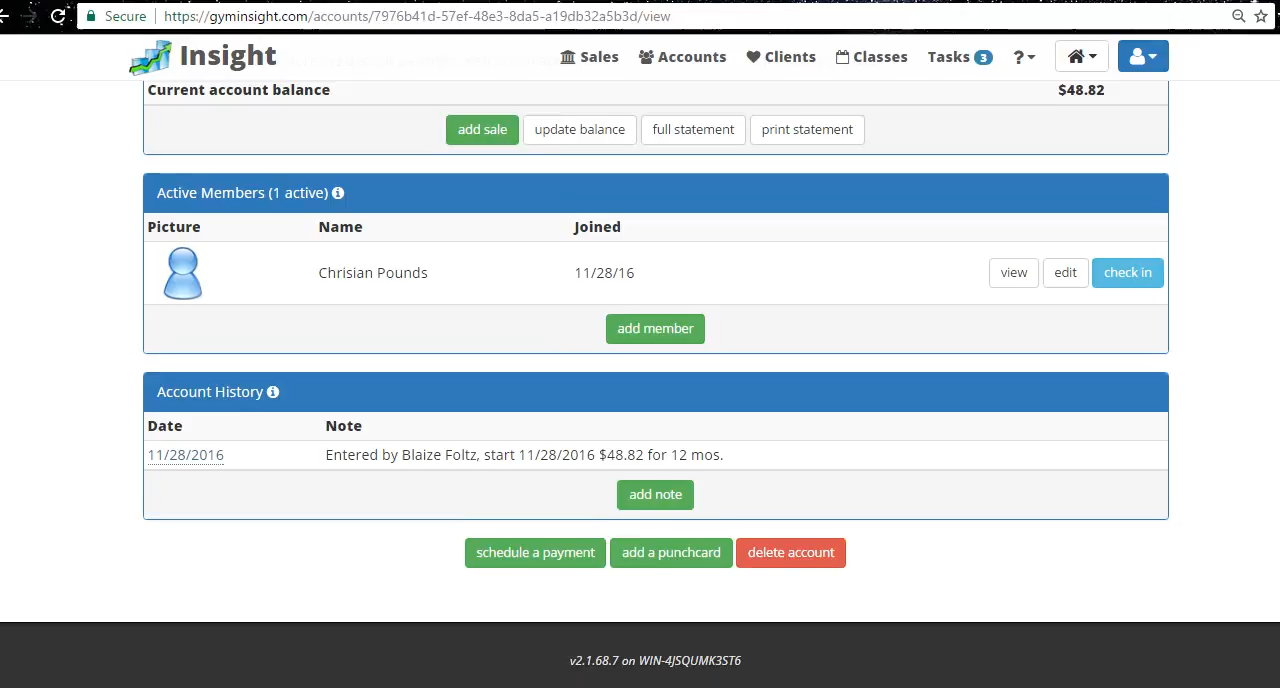 Secure https://gyminsight.com/accounts/7976b41d-57ef-48e3-8da5-a19db32a5b3d/view
Insight Sales Accounts Clients Classes Tasks 3 ?
Current account balance $48.82
add sale update balance full statement print statement
Active Members (1 active)
Picture Name Joined
Chrisian Pounds 11/28/16 view edit check in
add member
Account History
Date Note
11/28/2016 Entered by Blaize Foltz, start 11/28/2016 $48.82 for 12 mos.
add note
schedule a payment add a punchcard delete account
v2.1.68.7 on WIN-4JSQUMK3ST6